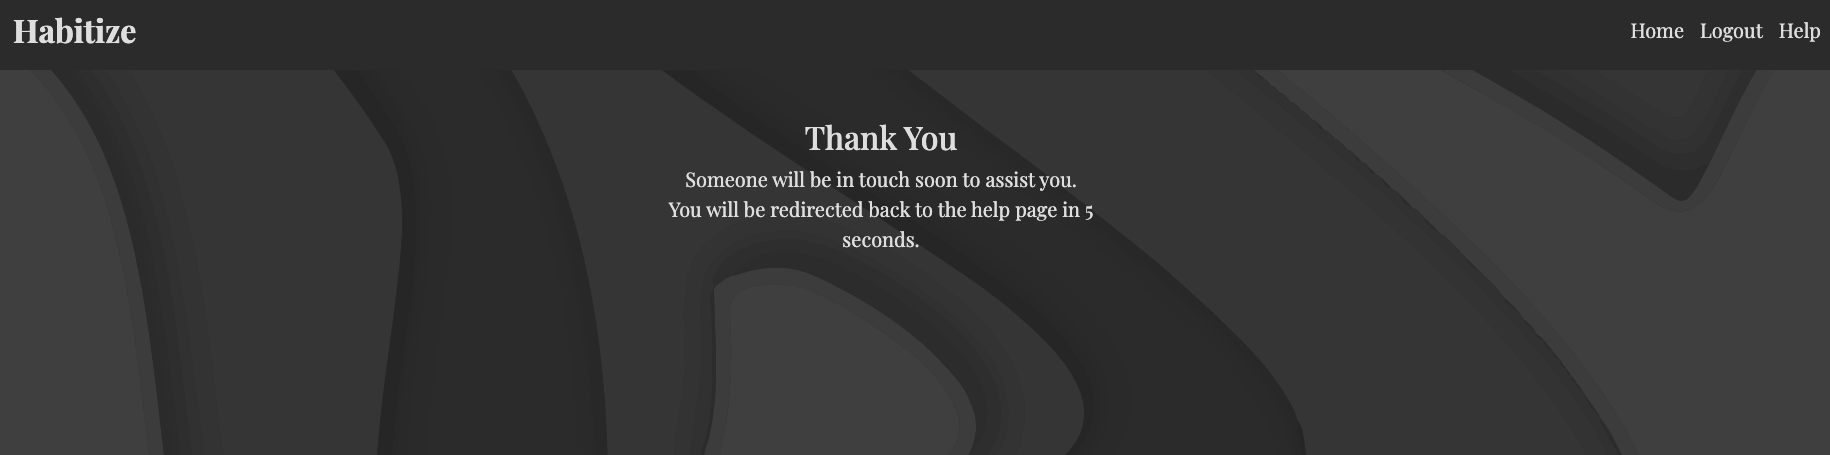 Habitize
Home Logout Help
Thank You
Someone will be in touch soon to assist you.
You will be redirected back to the help page in 5
seconds.